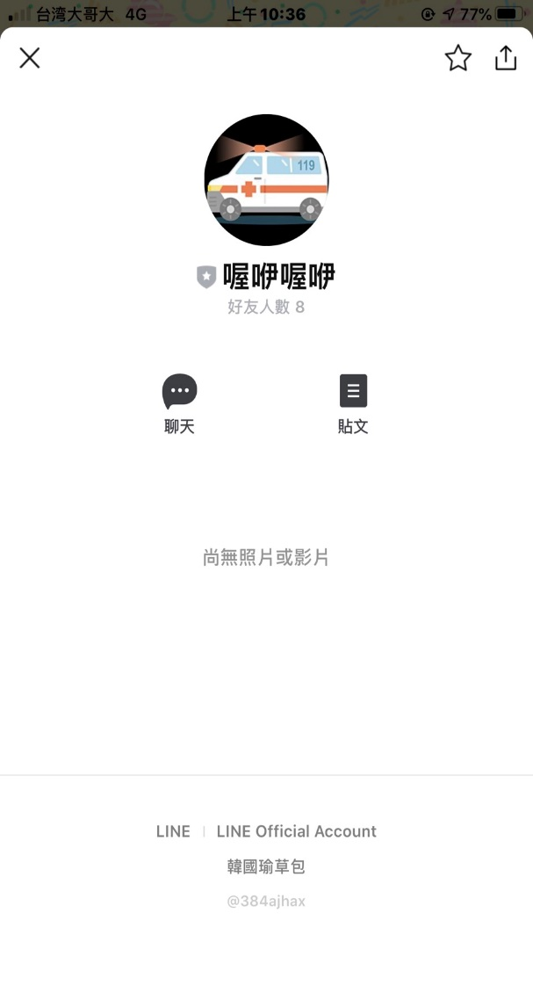 台湾大哥大 4G 上午10:36 77%
119
喔咿喔咿
好友人數 8
聊天 貼文
尚無照片或影片
LINE | LINE Official Account
韓國瑜草包
@384ajhax